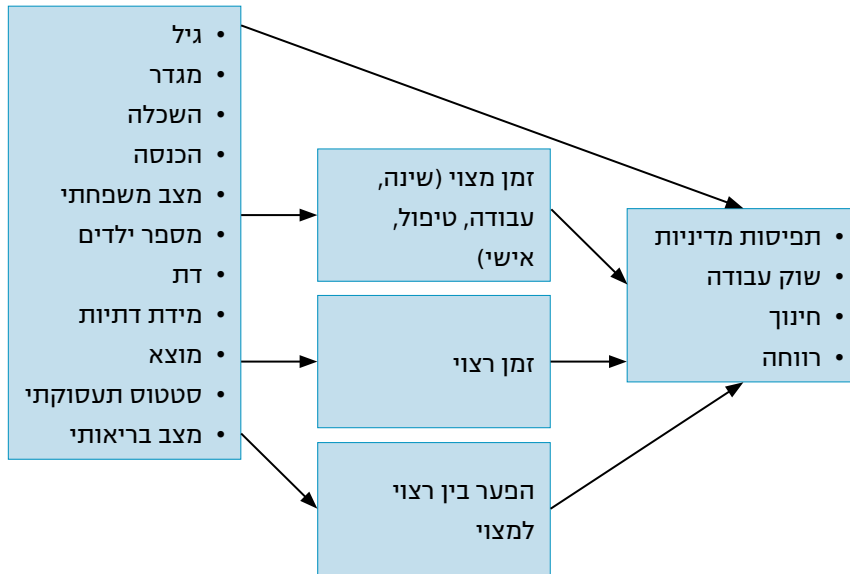 • גיל
• מגדר
• השכלה
• הכנסה
• מצב משפחתי
• מספר ילדים
• דת
• מידת דתיות
• מוצא
• סטטוס תעסוקתי
• מצב בריאותי
זמן מצוי (שינה,
עבודה, טיפול,
אישי)
זמן רצוי
הפער בין רצוי
למצוי
• תפיסות מדיניות
• שוק עבודה
• חינוך
• רווחה